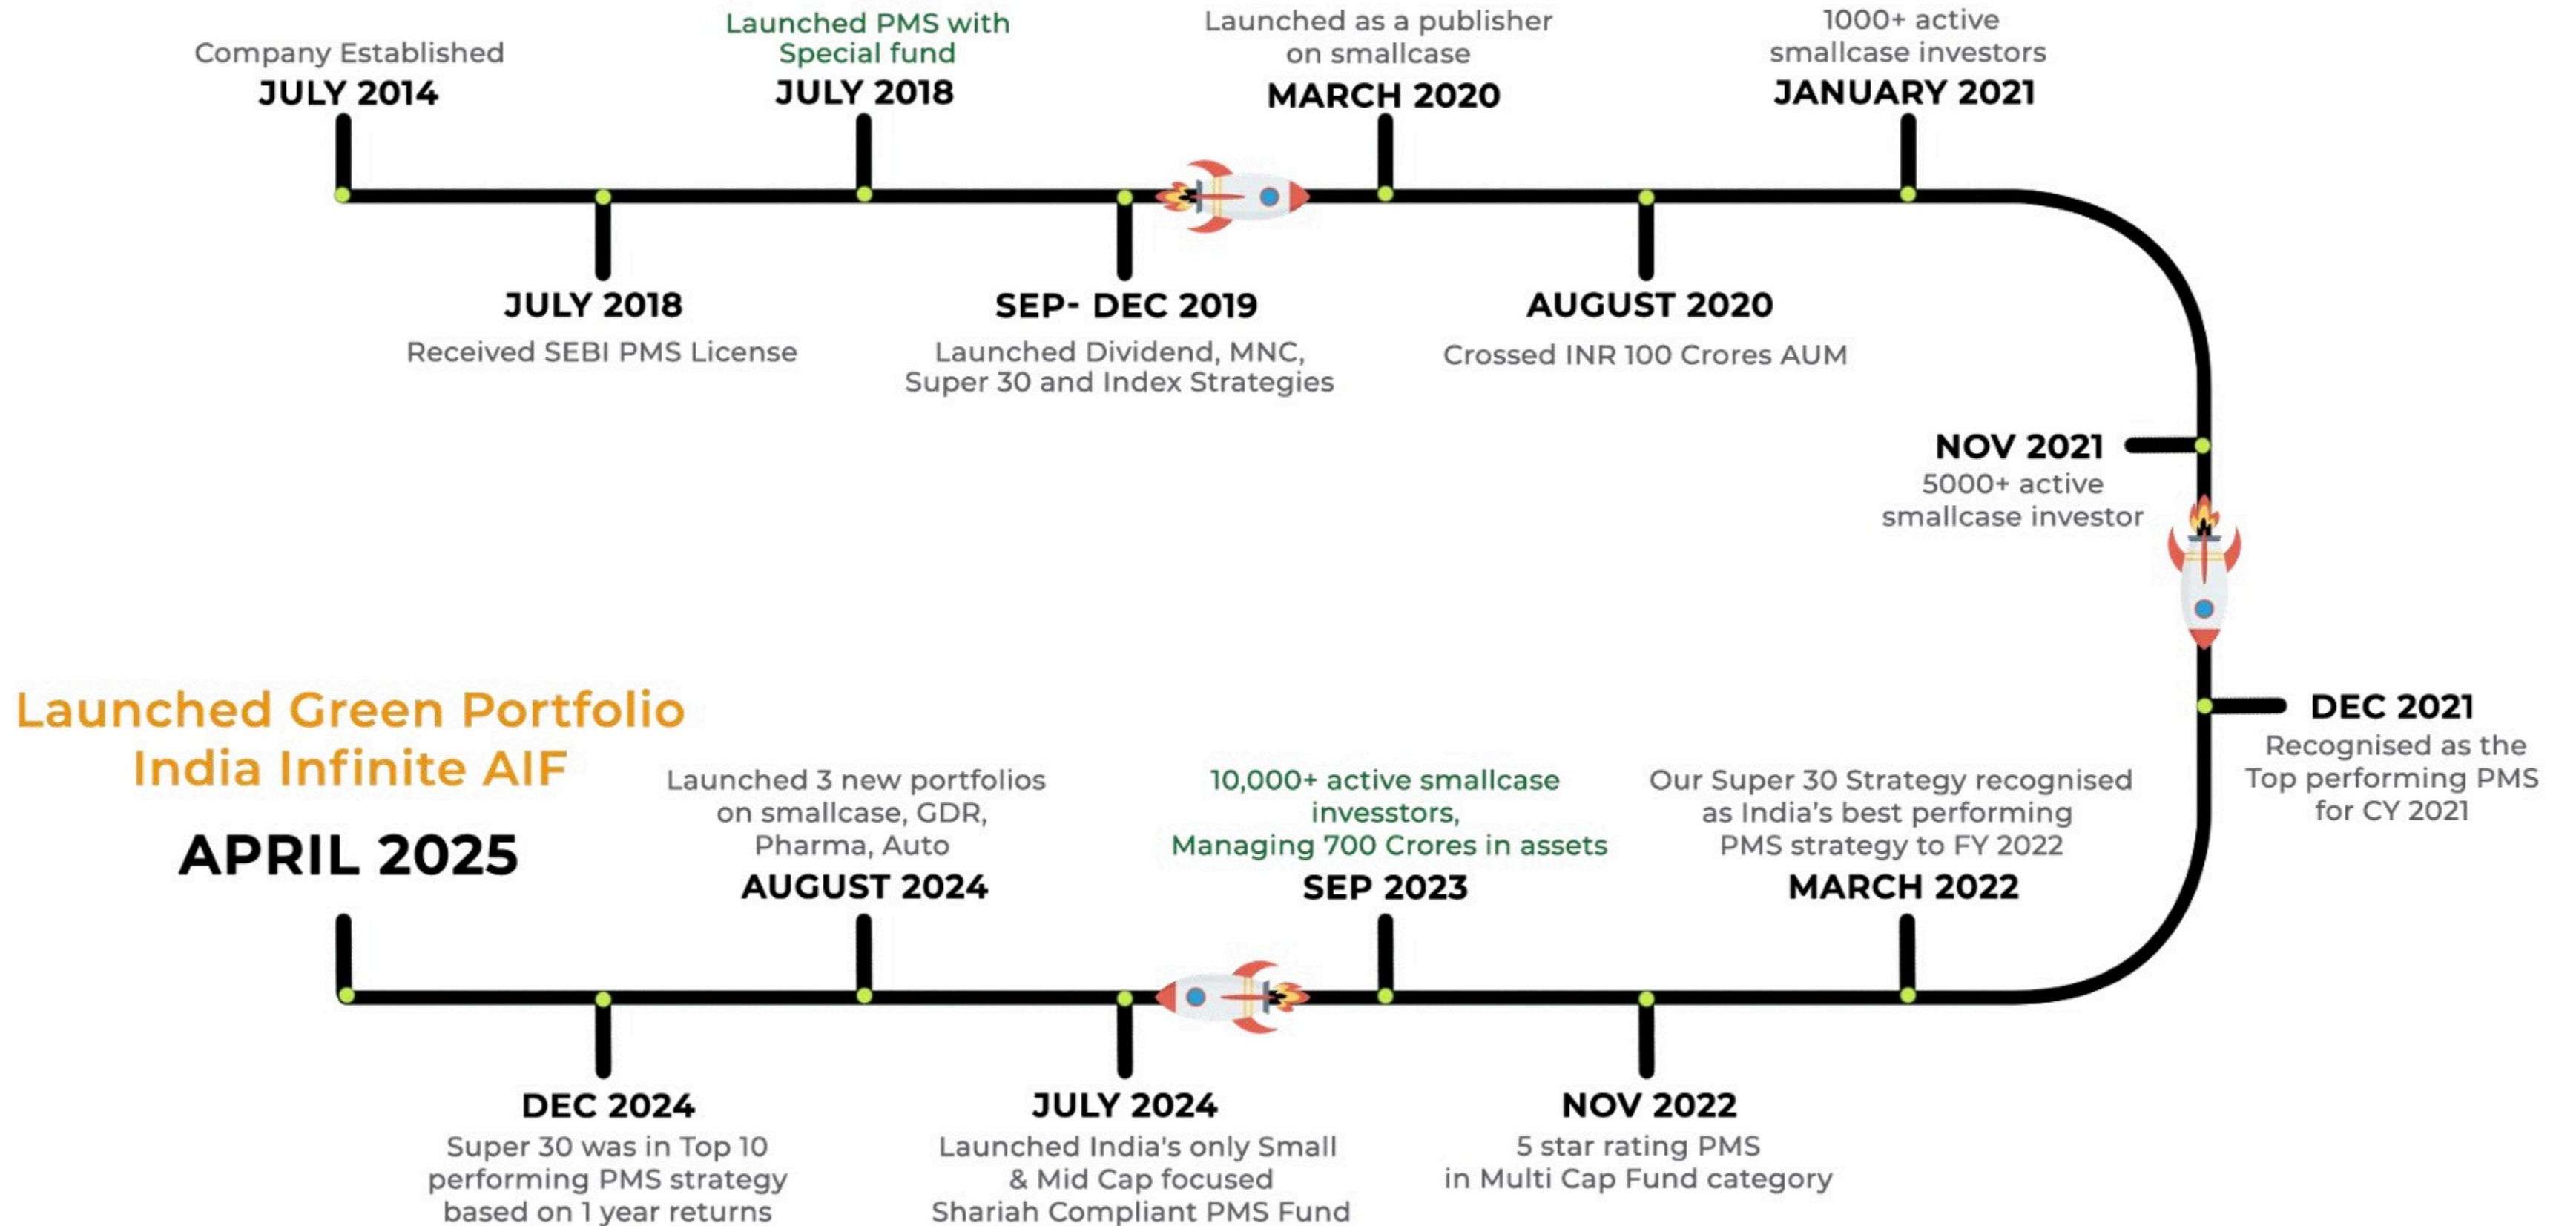 Company Established
JULY 2014
JULY 2018
Received SEBI PMS License
Launched PMS with
Special fund
JULY 2018
SEP- DEC 2019
Launched Dividend, MNC,
Super 30 and Index Strategies
Launched as a publisher
on smallcase
MARCH 2020
AUGUST 2020
Crossed INR 100 Crores AUM
1000+ active
smallcase investors
JANUARY 2021
NOV 2021
5000+ active
smallcase investor
DEC 2021
Recognised as the
Top performing PMS
for CY 2021
Our Super 30 Strategy recognised
as India's best performing
PMS strategy to FY 2022
MARCH 2022
NOV 2022
5 star rating PMS
in Multi Cap Fund category
10,000+ active smallcase
invesstors,
Managing 700 Crores in assets
SEP 2023
JULY 2024
Launched India's only Small
& Mid Cap focused
Shariah Compliant PMS Fund
Launched 3 new portfolios
on smallcase, GDR,
Pharma, Auto
AUGUST 2024
DEC 2024
Super 30 was in Top 10
performing PMS strategy
based on 1 year returns
Launched Green Portfolio
India Infinite AIF
APRIL 2025